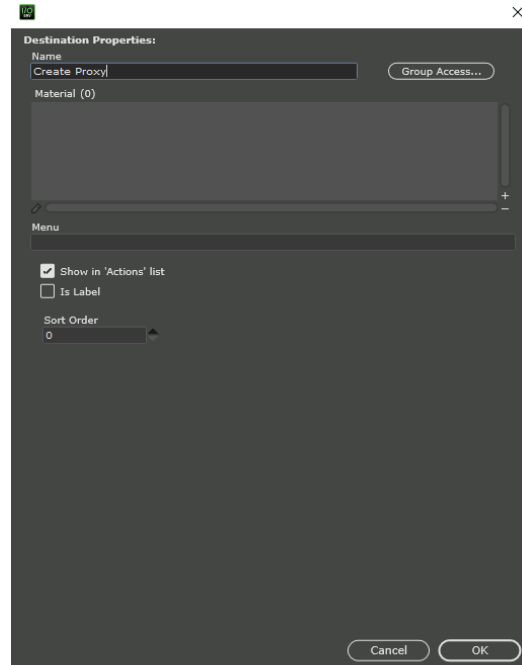 I/O
Destination Properties:
Name
Create Proxy
Group Access...
Material (0)
Menu
Show in 'Actions' list
Is Label
Sort Order
0
Cancel
OK